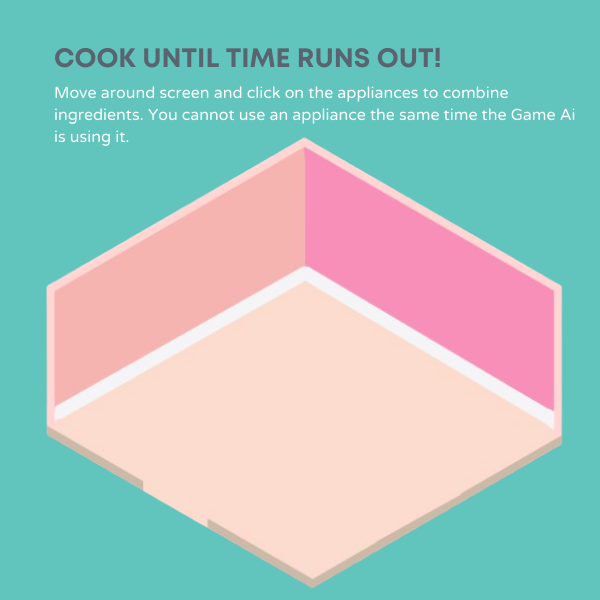 COOK UNTIL TIME RUNS OUT!
Move around screen and click on the appliances to combine
ingredients. You cannot use an appliance the same time the Game Ai
is using it.